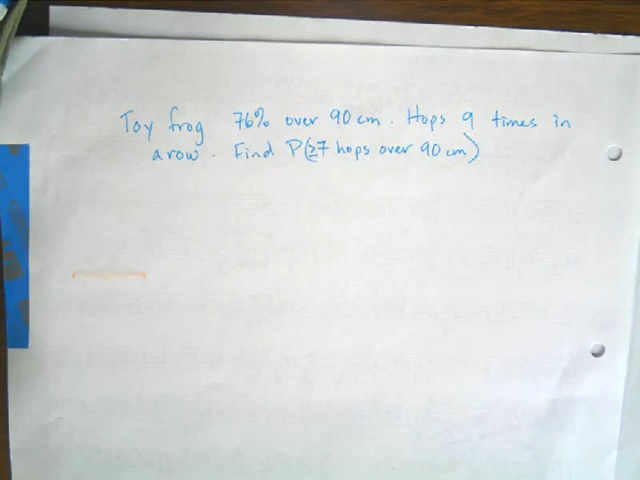 Toy frog 76% over 90 cm. Hops 9 times in
a row. Find P(≥7 hops over 90 cm)